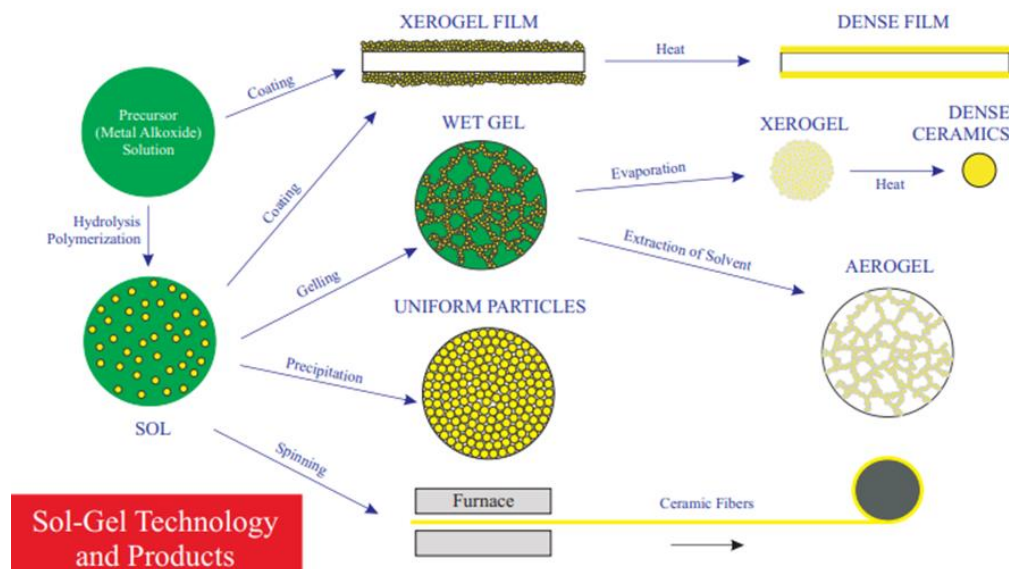 XEROGEL FILM
DENSE FILM
Coating
Heat
Precursor
(Metal Alkoxide)
Solution
WET GEL
XEROGEL
DENSE
CERAMICS
Evaporation
Heat
Hydrolysis
Polymerization
Coating
Extraction of Solvent
Gelling
AEROGEL
UNIFORM PARTICLES
Precipitation
SOL
Spinning
Furnace
Ceramic Fibers
Sol-Gel Technology
and Products